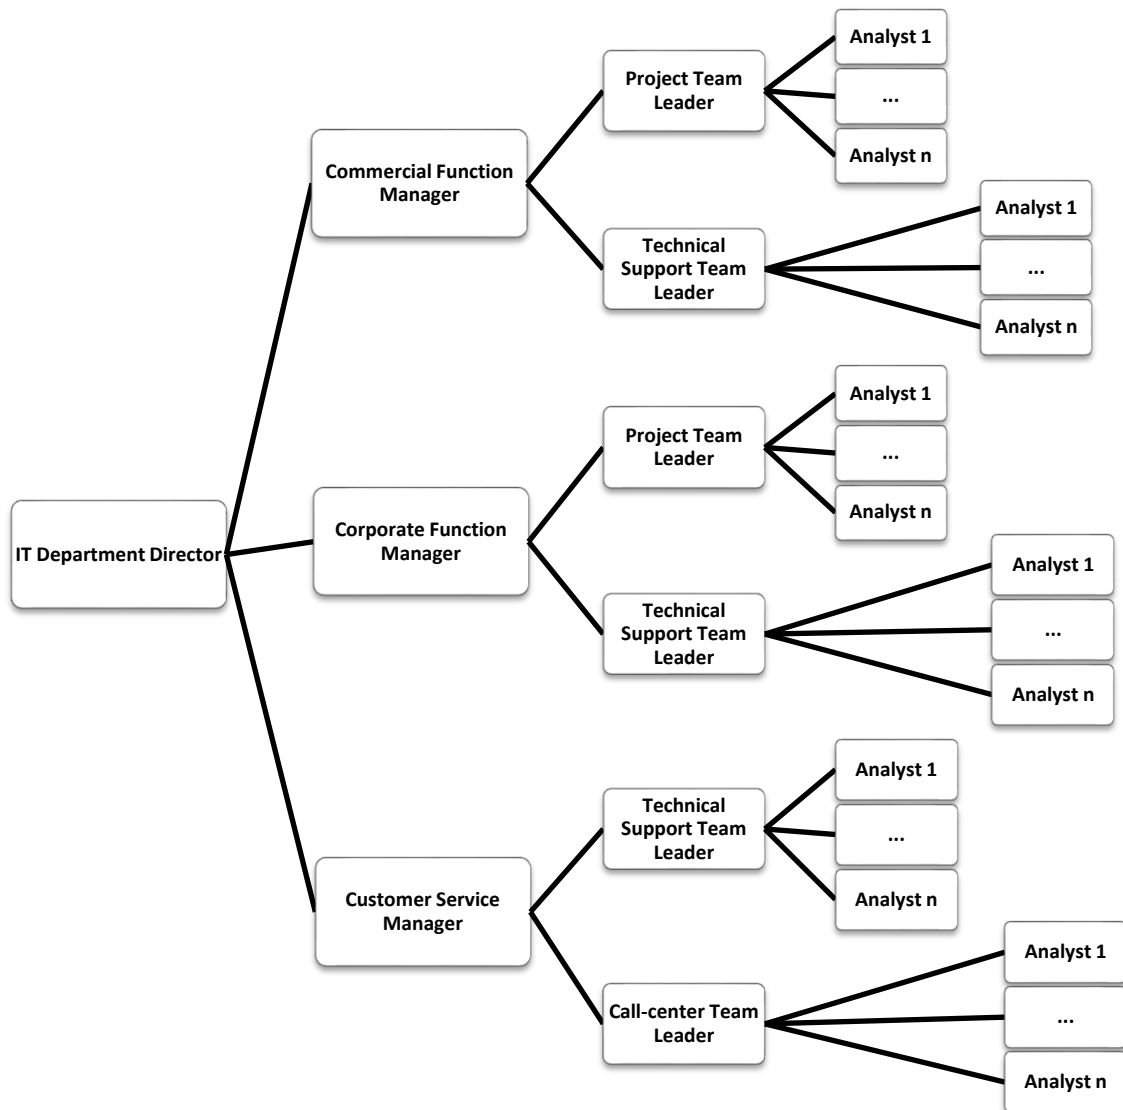 IT Department Director
Commercial Function
Manager
Project Team
Leader
Analyst 1
...
Analyst n
Technical
Support Team
Leader
Analyst 1
...
Analyst n
Corporate Function
Manager
Project Team
Leader
Analyst 1
...
Analyst n
Technical
Support Team
Leader
Analyst 1
...
Analyst n
Customer Service
Manager
Technical
Support Team
Leader
Analyst 1
...
Analyst n
Call-center Team
Leader
Analyst 1
...
Analyst n